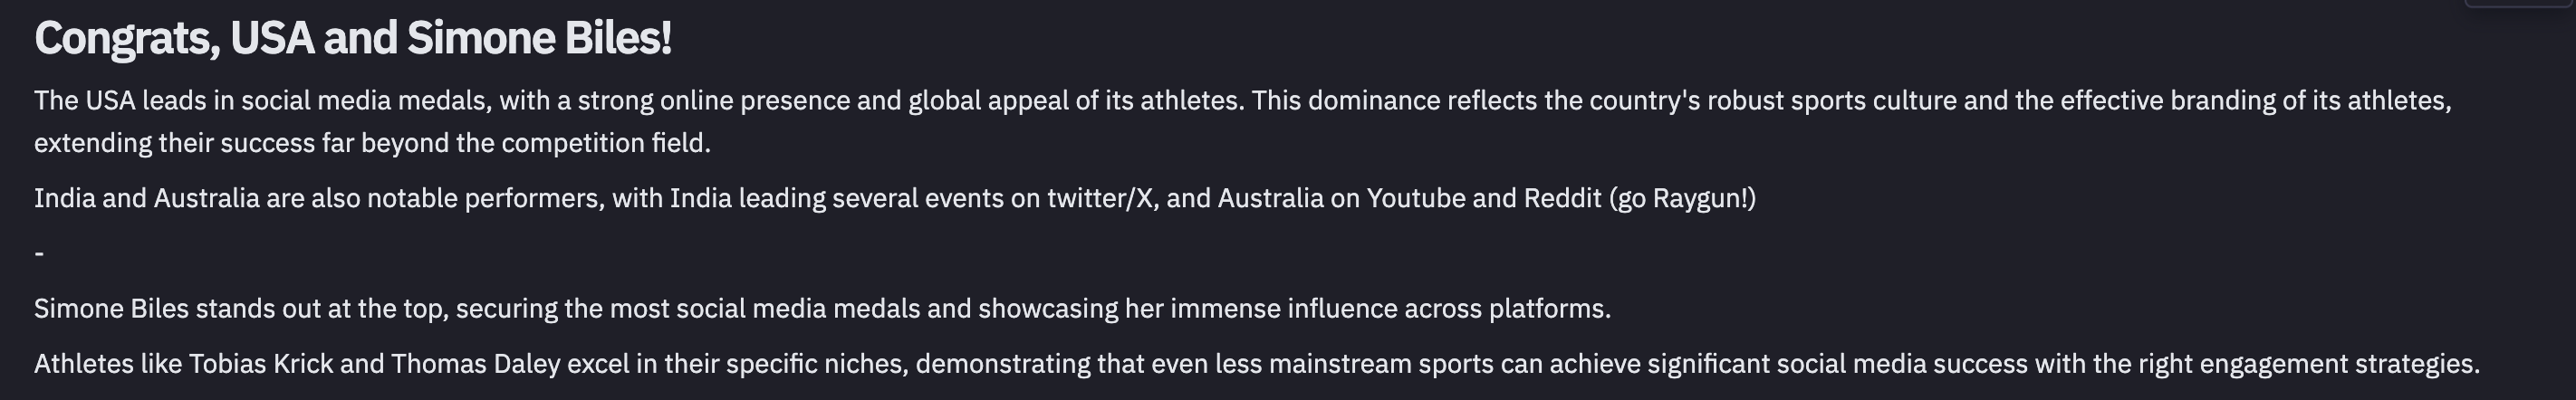 Congrats, USA and Simone Biles!
The USA leads in social media medals, with a strong online presence and global appeal of its athletes. This dominance reflects the country's robust sports culture and the effective branding of its athletes,
extending their success far beyond the competition field.
India and Australia are also notable performers, with India leading several events on twitter/X, and Australia on Youtube and Reddit (go Raygun!)
-
Simone Biles stands out at the top, securing the most social media medals and showcasing her immense influence across platforms.
Athletes like Tobias Krick and Thomas Daley excel in their specific niches, demonstrating that even less mainstream sports can achieve significant social media success with the right engagement strategies.